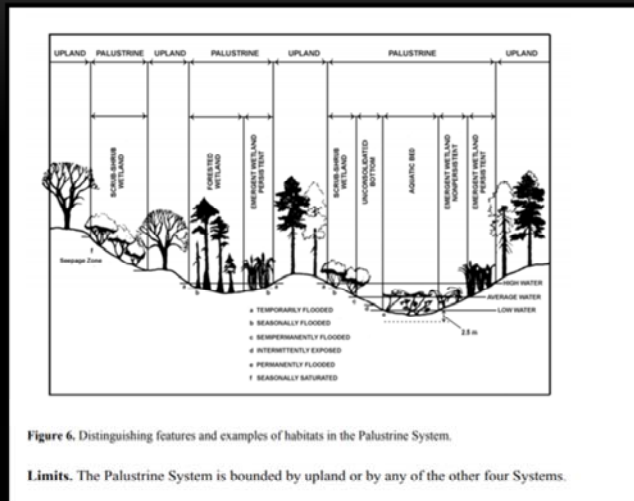 UPLAND PALUSTRINE UPLAND PALUSTRINE UPLAND PALUSTRINE UPLAND
SCRUB-SHRUB
WETLAND
FORESTED
WETLAND
EMERGENT WETLAND
PERSISTENT
SCRUB-SHRUB
WETLAND
UNCONSOLIDATED
BOTTOM
AQUATIC BED
EMERGENT WETLAND
NONPERSISTENT
EMERGENT WETLAND
PERSISTENT
f
Seepage Zone
HIGH WATER
AVERAGE WATER
LOW WATER
2.5 m
a TEMPORARILY FLOODED
b SEASONALLY FLOODED
c SEMIPERMANENTLY FLOODED
d INTERMITTENTLY EXPOSED
e PERMANENTLY FLOODED
f SEASONALLY SATURATED
Figure 6. Distinguishing features and examples of habitats in the Palustrine System.
Limits. The Palustrine System is bounded by upland or by any of the other four Systems.